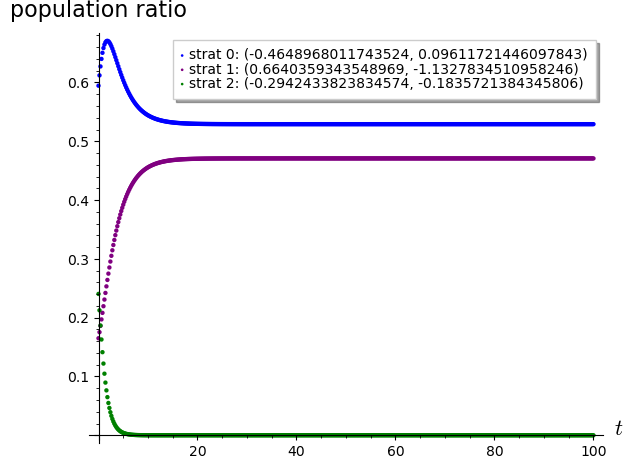 population ratio
strat 0: (-0.4648968011743524, 0.09611721446097843)
strat 1: (0.6640359343548969, -1.1327834510958246)
strat 2: (-0.2942433823834574, -0.1835721384345806)
0.6
0.5
0.4
0.3
0.2
0.1
20 40 60 80 100
t